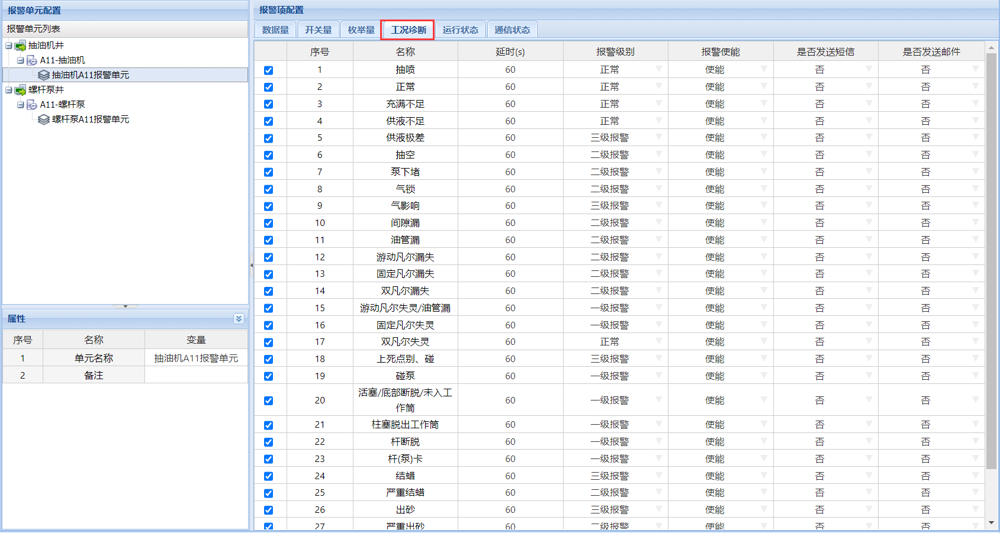 报警单元配置
报警单元列表
抽油机井
A11-抽油机
抽油机A11报警单元
螺杆泵井
A11-螺杆泵
螺杆泵A11报警单元
属性
序号 名称 变量
1 单元名称 抽油机A11报警单元
2 备注
报警项配置
数据量 开关量 枚举量 工况诊断 运行状态 通信状态
序号 名称 延时(s) 报警级别 报警使能 是否发送短信 是否发送邮件
1 抽喷 60 正常 使能 否 否
2 正常 60 正常 使能 否 否
3 充满不足 60 正常 使能 否 否
4 供液不足 60 正常 使能 否 否
5 供液极差 60 三级报警 使能 否 否
6 抽空 60 二级报警 使能 否 否
7 泵下堵 60 二级报警 使能 否 否
8 气锁 60 二级报警 使能 否 否
9 气影响 60 三级报警 使能 否 否
10 间隙漏 60 二级报警 使能 否 否
11 油管漏 60 二级报警 使能 否 否
12 游动凡尔漏失 60 二级报警 使能 否 否
13 固定凡尔漏失 60 二级报警 使能 否 否
14 双凡尔漏失 60 二级报警 使能 否 否
15 游动凡尔失灵/油管漏 60 一级报警 使能 否 否
16 固定凡尔失灵 60 一级报警 使能 否 否
17 双凡尔失灵 60 正常 使能 否 否
18 上死点别、碰 60 三级报警 使能 否 否
19 碰泵 60 一级报警 使能 否 否
20 活塞/底部断脱/未入工
作筒 60 一级报警 使能 否 否
21 柱塞脱出工作筒 60 一级报警 使能 否 否
22 杆断脱 60 一级报警 使能 否 否
23 杆(泵)卡 60 一级报警 使能 否 否
24 结蜡 60 三级报警 使能 否 否
25 严重结蜡 60 二级报警 使能 否 否
26 出砂 60 三级报警 使能 否 否
27 严重出砂 60 二级报警 使能 否 否